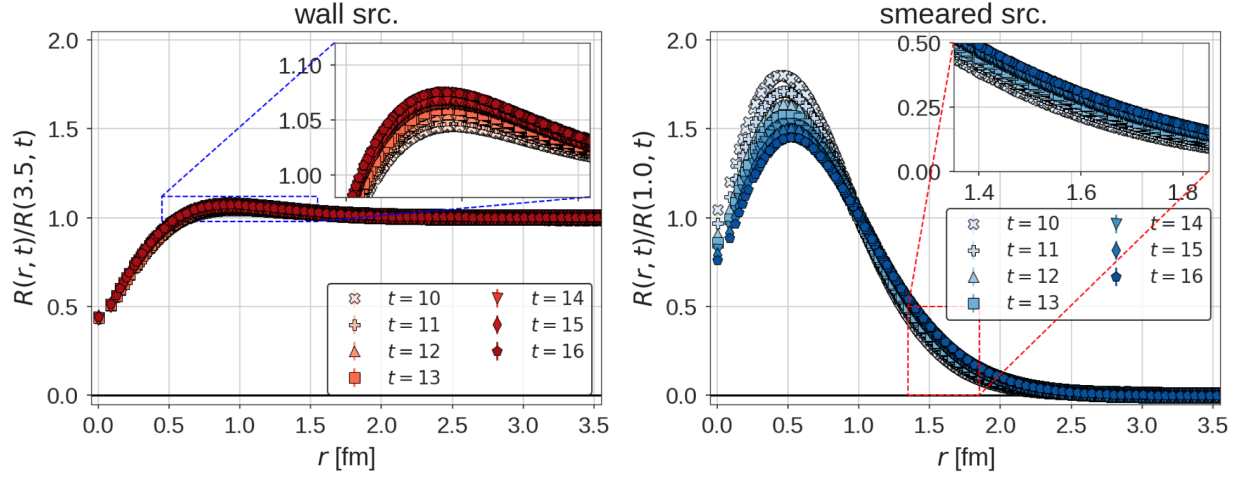 wall src.
R(r, t)/R(3.5, t)
2.0
1.5
1.0
0.5
0.0
1.10
1.05
1.00
t = 10
t = 11
t = 12
t = 13
t = 14
t = 15
t = 16
0.0 0.5 1.0 1.5 2.0 2.5 3.0 3.5
r [fm]
smeared src.
R(r, t)/R(1.0, t)
2.0
1.5
1.0
0.5
0.0
0.50
0.25
0.00
1.4 1.6 1.8
t = 10
t = 11
t = 12
t = 13
t = 14
t = 15
t = 16
0.0 0.5 1.0 1.5 2.0 2.5 3.0 3.5
r [fm]